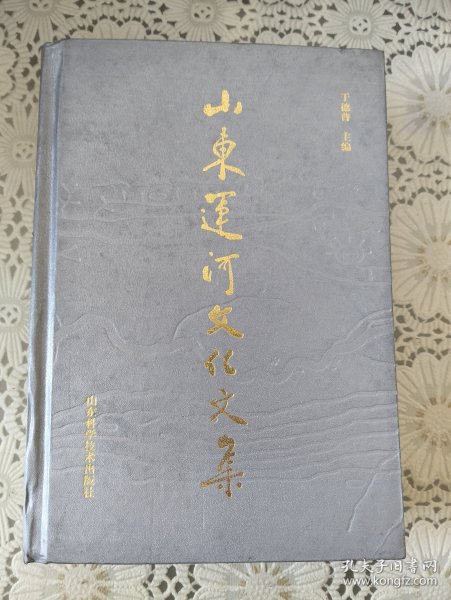 于德普 主编
山東運河文化文集
山东科学技术出版社
孔夫子旧书网
www.kongfz.com